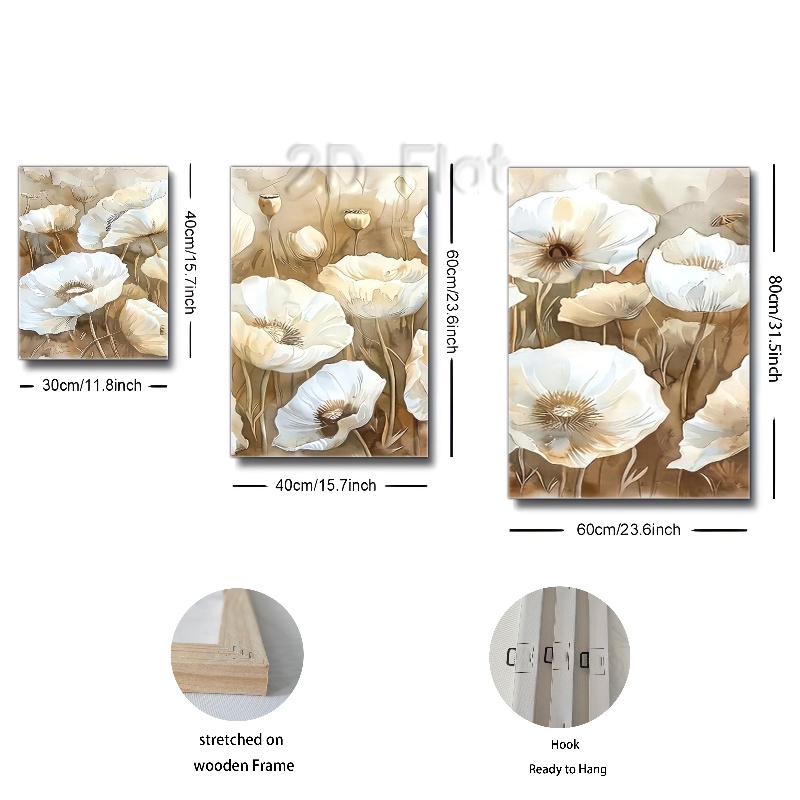 2D Flat
40cm/15.7inch
60cm/23.6inch
80cm/31.5inch
30cm/11.8inch
40cm/15.7inch
60cm/23.6inch
stretched on
wooden Frame
Hook
Ready to Hang